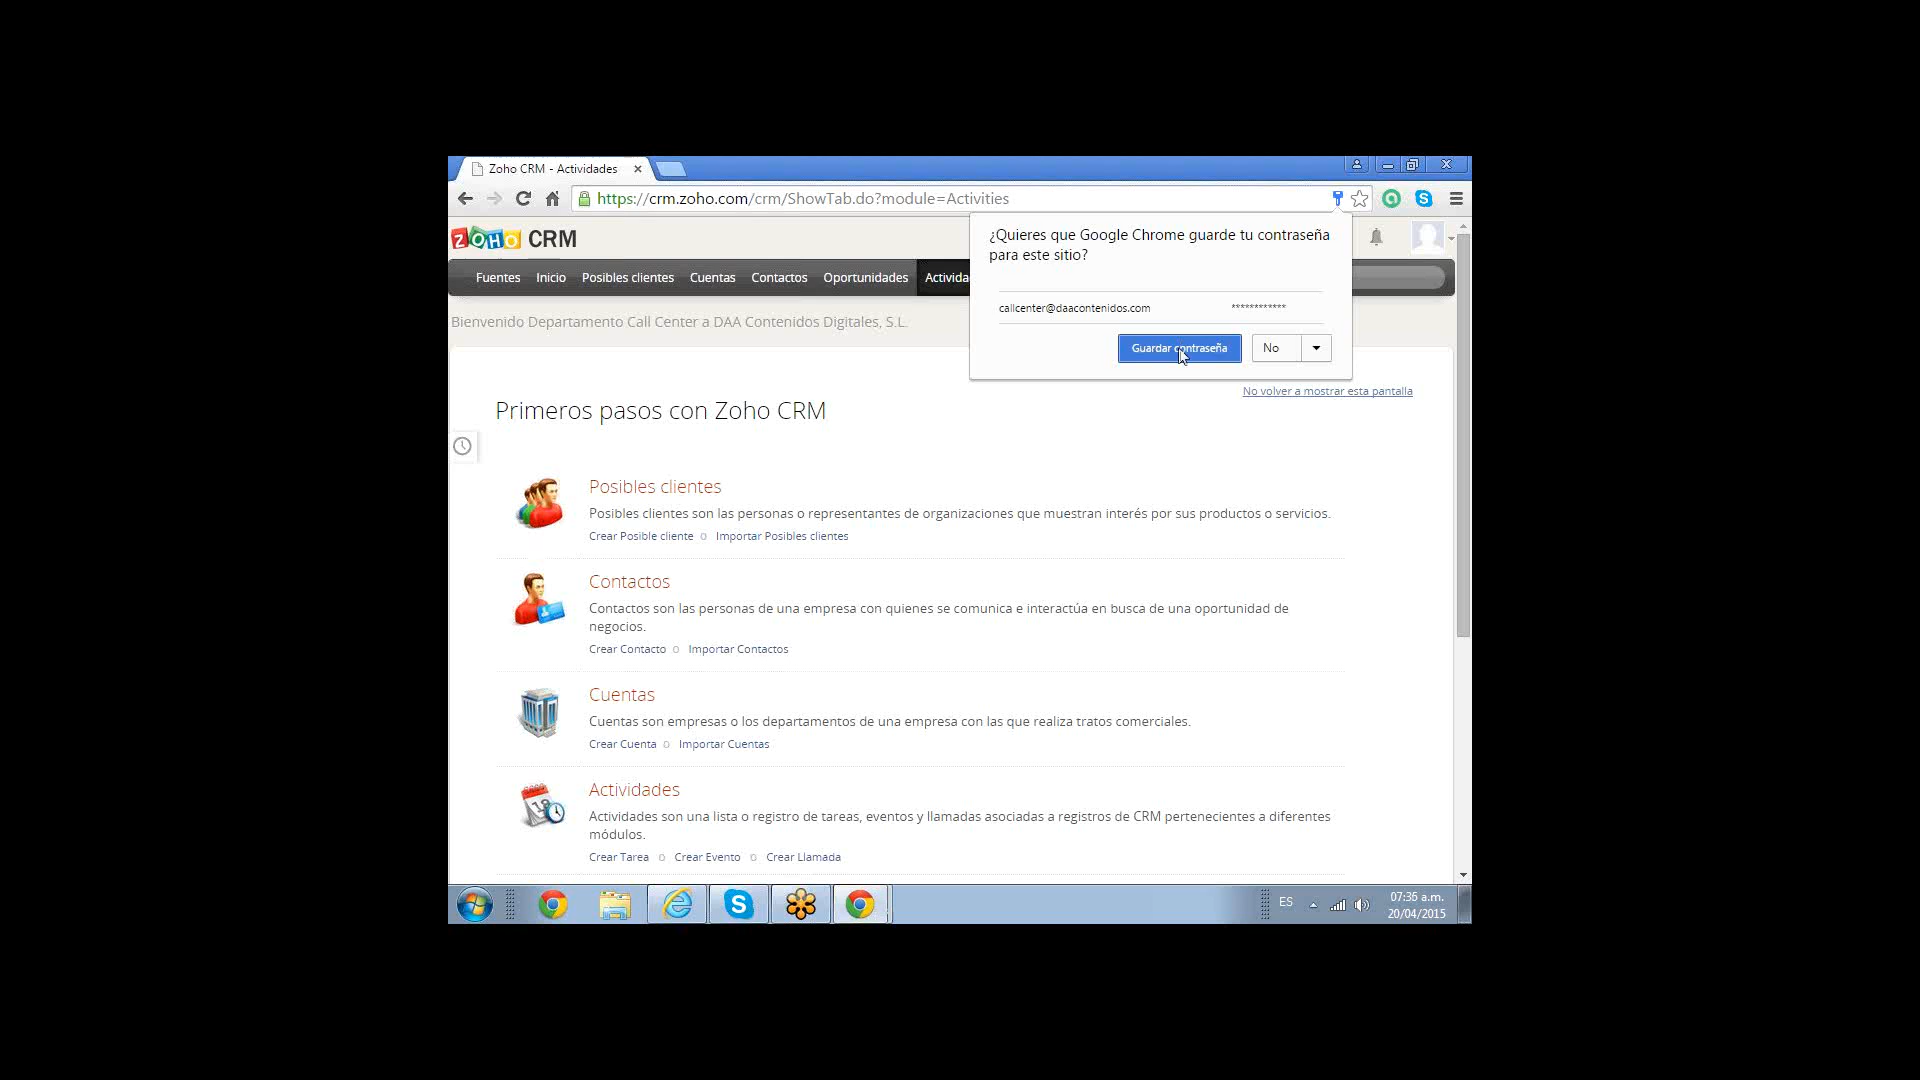 Zoho CRM - Actividades
https://crm.zoho.com/crm/ShowTab.do?module=Activities
ZOHO CRM
¿Quieres que Google Chrome guarde tu contraseña
para este sitio?
callcenter@daacontenidos.com ************
Guardar contraseña No
Fuentes Inicio Posibles clientes Cuentas Contactos Oportunidades
Bienvenido Departamento Call Center a DAA Contenidos Digitales, S.L.
No volver a mostrar esta pantalla
Primeros pasos con Zoho CRM
Posibles clientes
Posibles clientes son las personas o representantes de organizaciones que muestran interés por sus productos o servicios.
Crear Posible cliente o Importar Posibles clientes
Contactos
Contactos son las personas de una empresa con quienes se comunica e interactúa en busca de una oportunidad de
negocios.
Crear Contacto o Importar Contactos
Cuentas
Cuentas son empresas o los departamentos de una empresa con las que realiza tratos comerciales.
Crear Cuenta o Importar Cuentas
Actividades
Actividades son una lista o registro de tareas, eventos y llamadas asociadas a registros de CRM pertenecientes a diferentes
módulos.
Crear Tarea o Crear Evento o Crear Llamada
ES
07:36 a.m.
20/04/2015